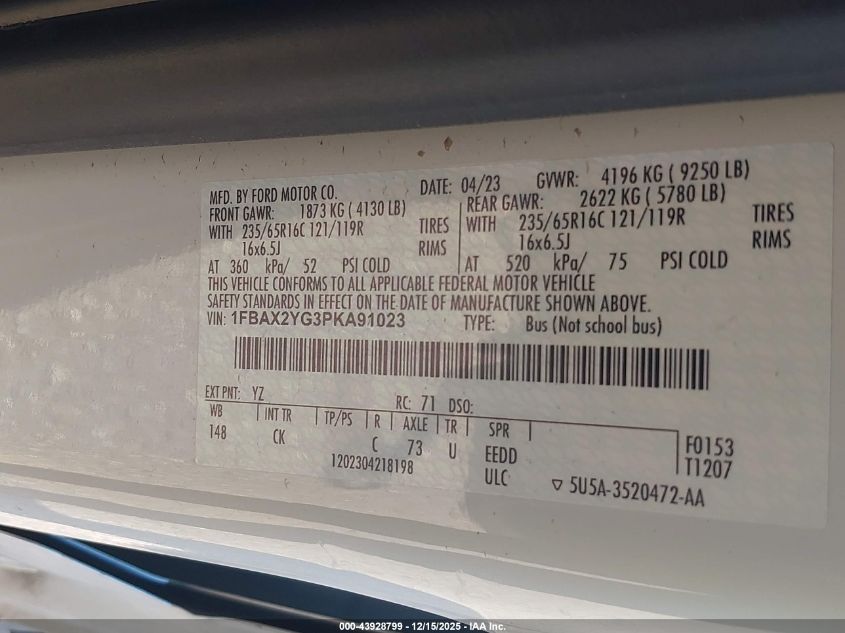 MFD. BY FORD MOTOR CO. DATE: 04/23 GVWR: 4196 KG ( 9250 LB)
FRONT GAWR: 1873 KG ( 4130 LB) REAR GAWR: 2622 KG ( 5780 LB)
WITH 235/65R16C 121/119R TIRES WITH 235/65R16C 121/119R TIRES
16x6.5J RIMS 16x6.5J RIMS
AT 360 kPa/ 52 PSI COLD AT 520 kPa/ 75 PSI COLD
THIS VEHICLE CONFORMS TO ALL APPLICABLE FEDERAL MOTOR VEHICLE
SAFETY STANDARDS IN EFFECT ON THE DATE OF MANUFACTURE SHOWN ABOVE.
VIN: 1FBAX2YG3PKA91023 TYPE: Bus (Not school bus)
EXT PNT: YZ RC: 71 DSO:
WB INT TR TP/PS R AXLE TR SPR F0153
148 CK C 73 U EEDD T1207
1202304218198 ULC ▽ 5U5A-3520472-AA
000-43928799 - 12/15/2025 - IAA Inc.